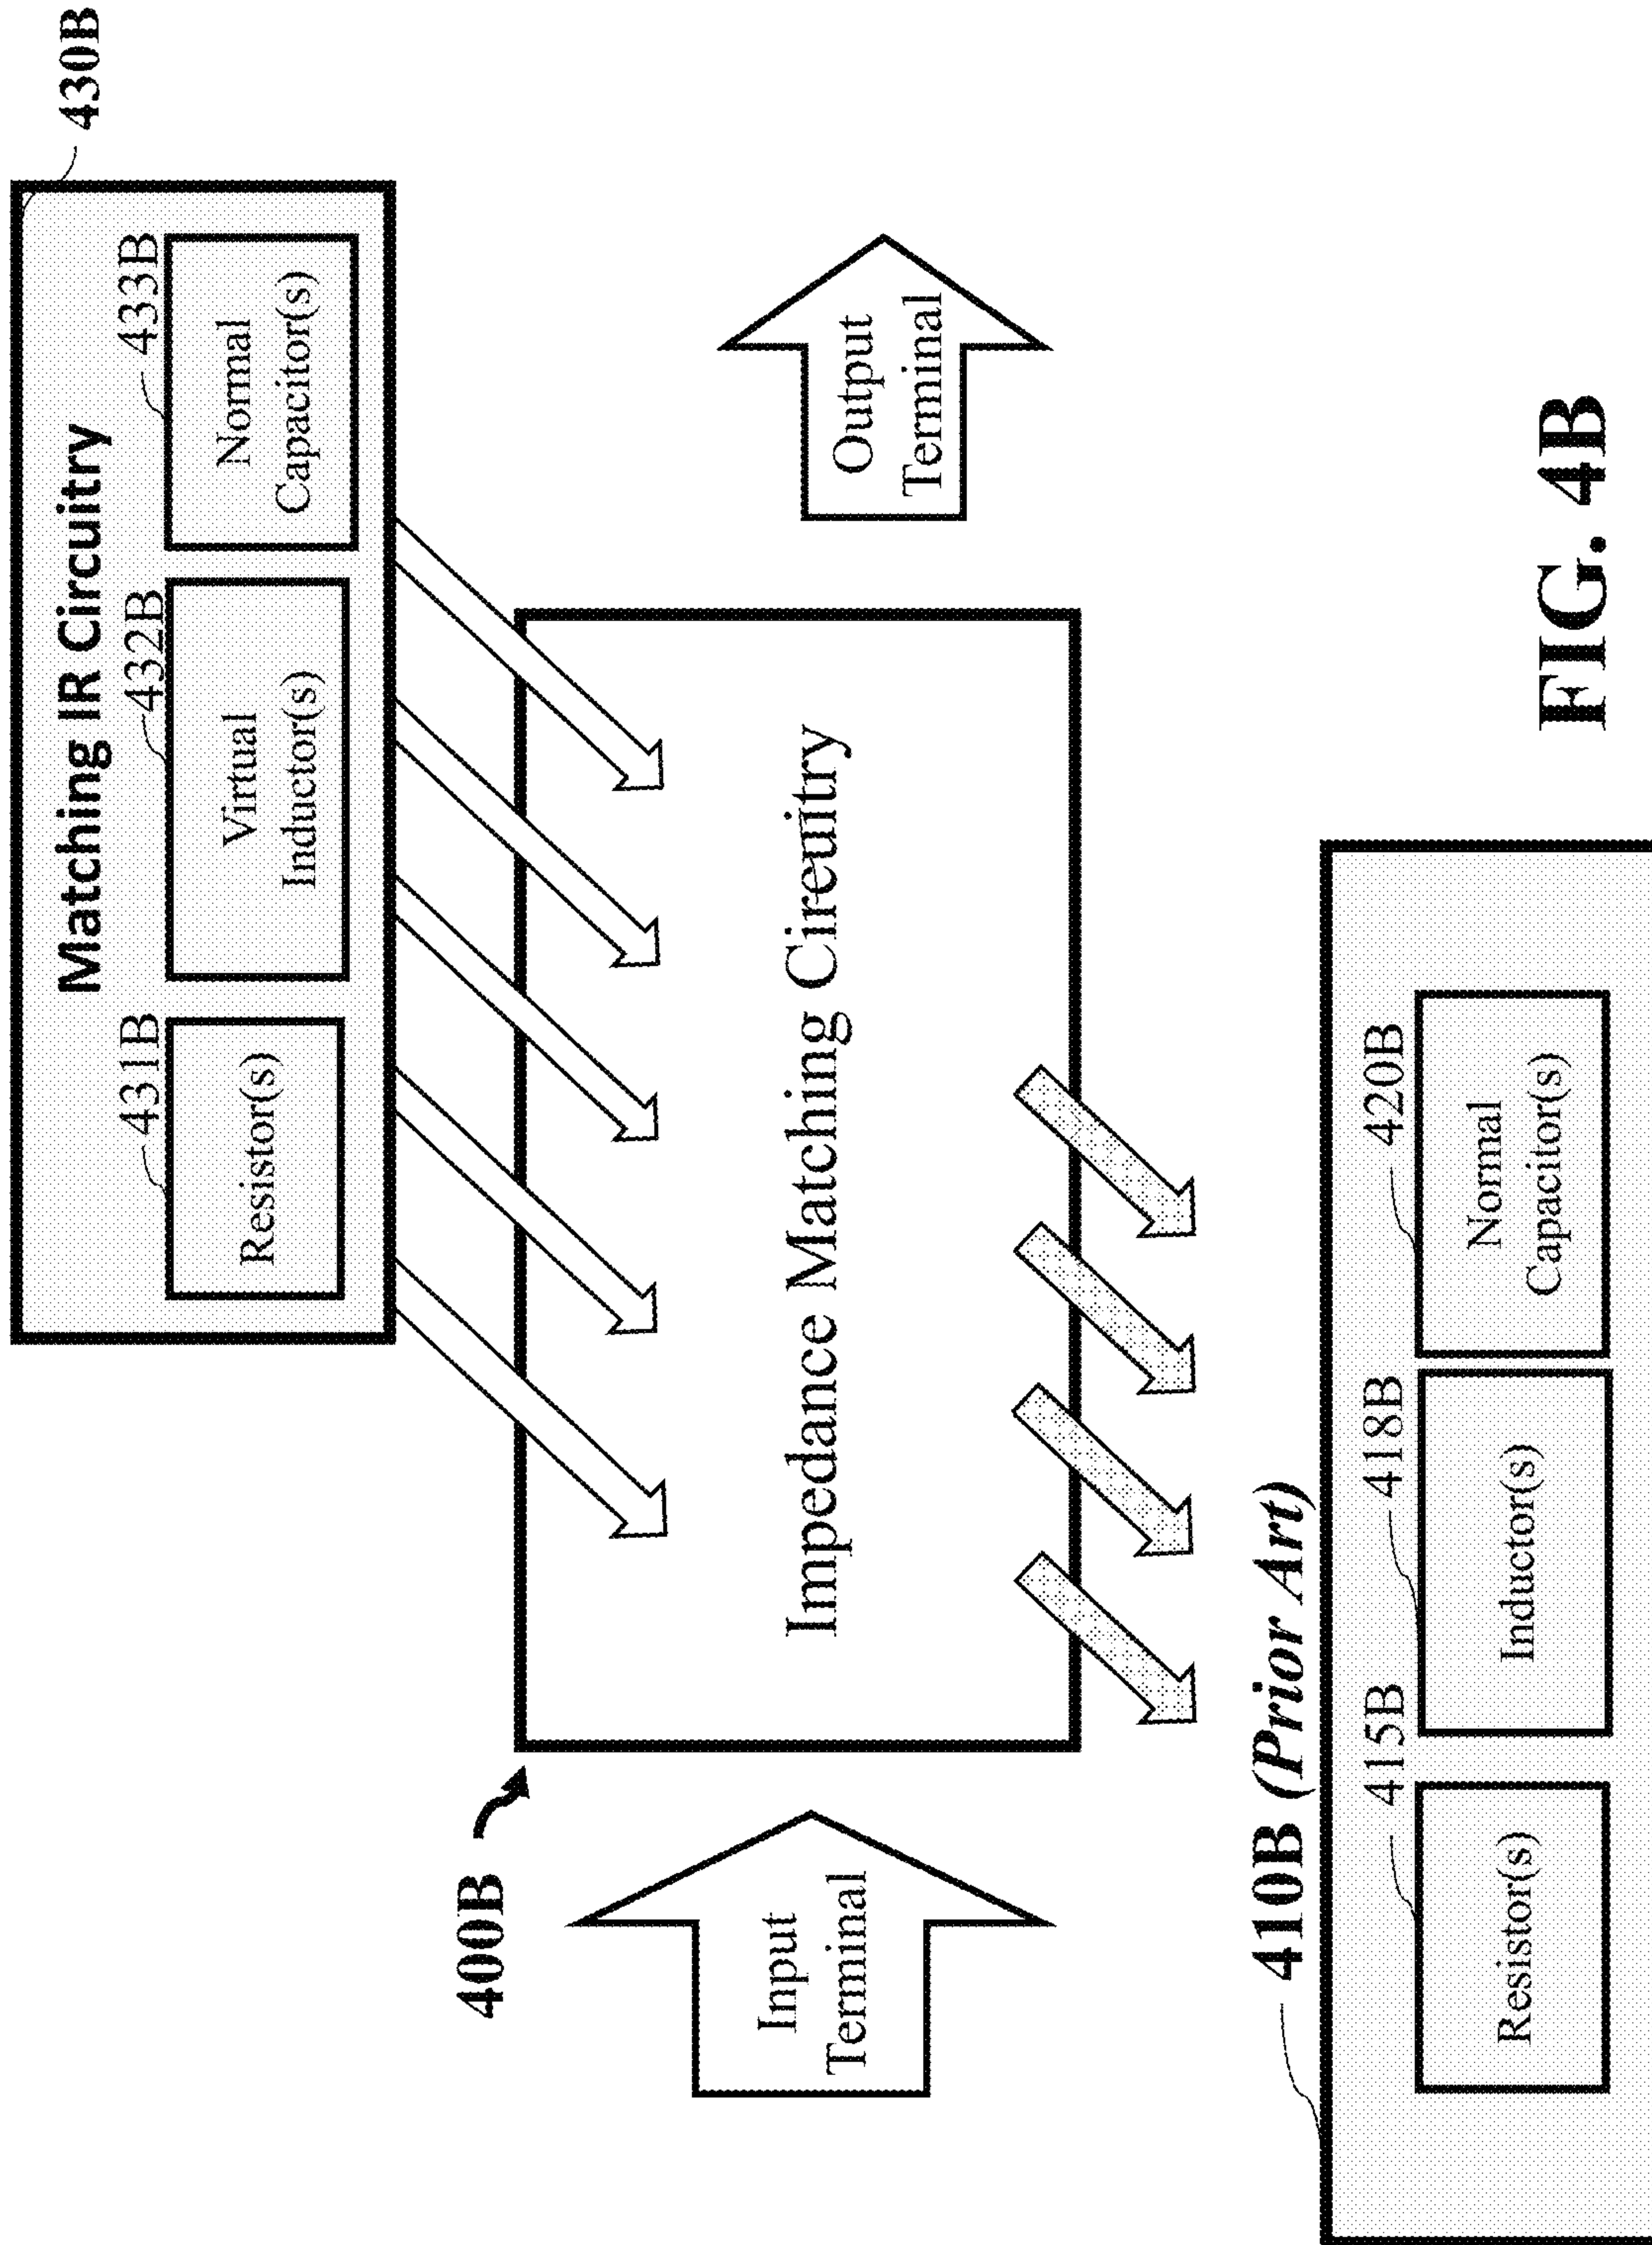 430B
Matching IR Circuitry
431B
432B
433B
Resistor(s)
Virtual
Inductor(s)
Normal
Capacitor(s)
400B
Input
Terminal
Impedance Matching Cireuitry
Output
Terminal
410B (Prior Art)
415B
418B
420B
Resistor(s)
Inductor(s)
Normal
Capacitor(s)
FIG. 4B